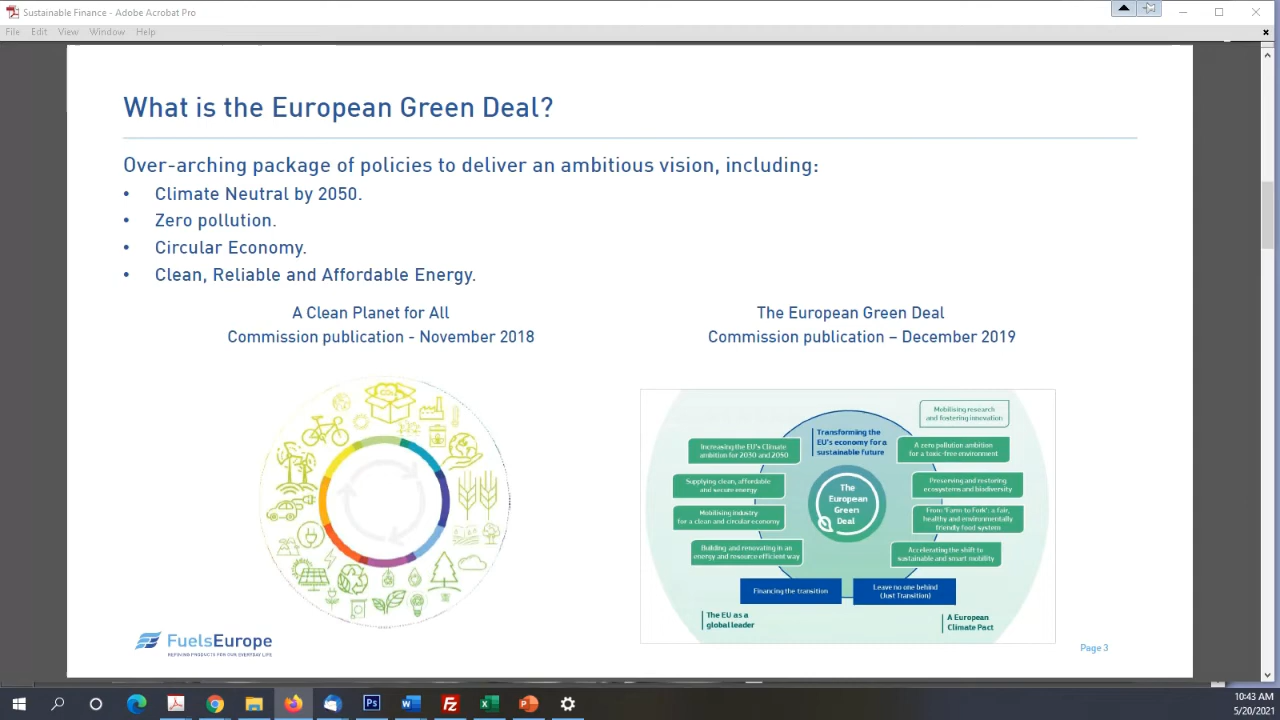 Sustainable Finance - Adobe Acrobat Pro
File Edit View Window Help
What is the European Green Deal?
Over-arching package of policies to deliver an ambitious vision, including:
• Climate Neutral by 2050.
• Zero pollution.
• Circular Economy.
• Clean, Reliable and Affordable Energy.
A Clean Planet for All
Commission publication - November 2018
The European Green Deal
Commission publication – December 2019
Mobilising research
and fostering innovation
Transforming the
EU's economy for a
sustainable future
Increasing the EU's Climate
ambition for 2030 and 2050
A zero pollution ambition
for a toxic-free environment
Supplying clean, affordable
and secure energy
Preserving and restoring
ecosystems and biodiversity
The
European
Green
Deal
Mobilising industry
for a clean and circular economy
From 'Farm to Fork': a fair,
healthy and environmentally
friendly food system
Building and renovating in an
energy and resource efficient way
Accelerating the shift to
sustainable and smart mobility
Financing the transition
Leave no one behind
(Just Transition)
The EU as a
global leader
A European
Climate Pact
FuelsEurope
REFINING PRODUCTS FOR OUR EVERYDAY LIFE
Page 3
10:43 AM
5/20/2021